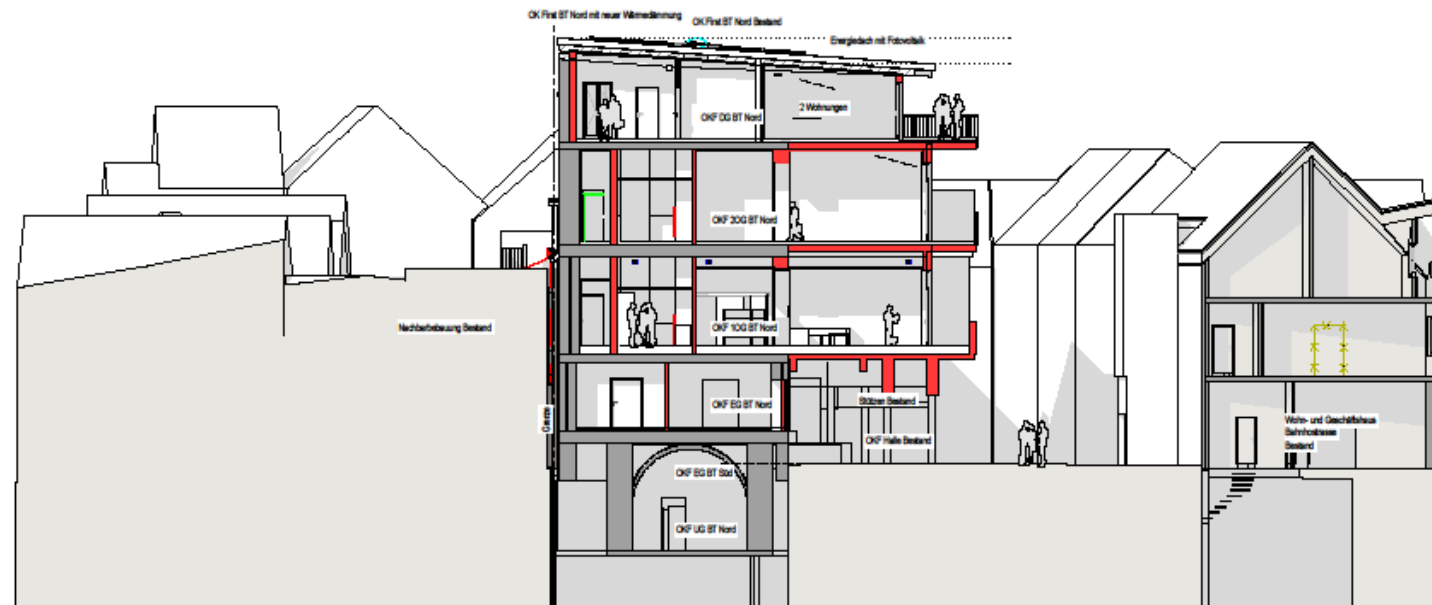 OK First BT Nord mit neuer Wärmedämmung
OK First BT Nord Bestand
Energiedach mit Fotovoltaik
OKF DG BT Nord
2 Wohnungen
OKF 2OG BT Nord
Nachbarbebauung Bestand
OKF 1OG BT Nord
Grenze
OKF EG BT Nord
Stützen Bestand
OKF Halle Bestand
Wohn- und Geschäftshaus
Bahnhofstrasse
Bestand
OKF EG BT Süd
OKF UG BT Nord